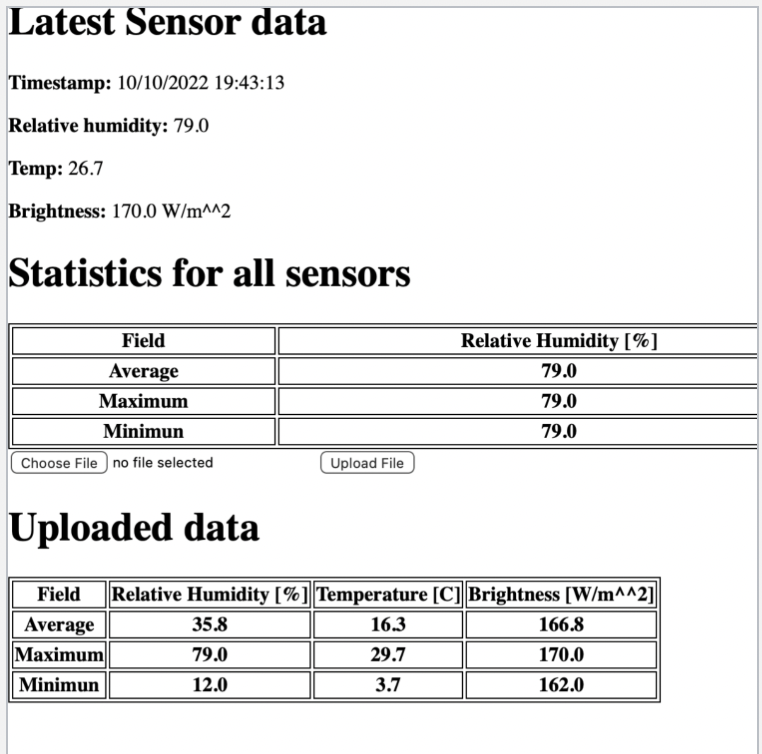 Latest Sensor data
Timestamp: 10/10/2022 19:43:13
Relative humidity: 79.0
Temp: 26.7
Brightness: 170.0 W/m^^2
Statistics for all sensors
Field Relative Humidity [%]
Average 79.0
Maximum 79.0
Minimun 79.0
Choose File no file selected Upload File
Uploaded data
Field Relative Humidity [%] Temperature [C] Brightness [W/m^^2]
Average 35.8 16.3 166.8
Maximum 79.0 29.7 170.0
Minimun 12.0 3.7 162.0